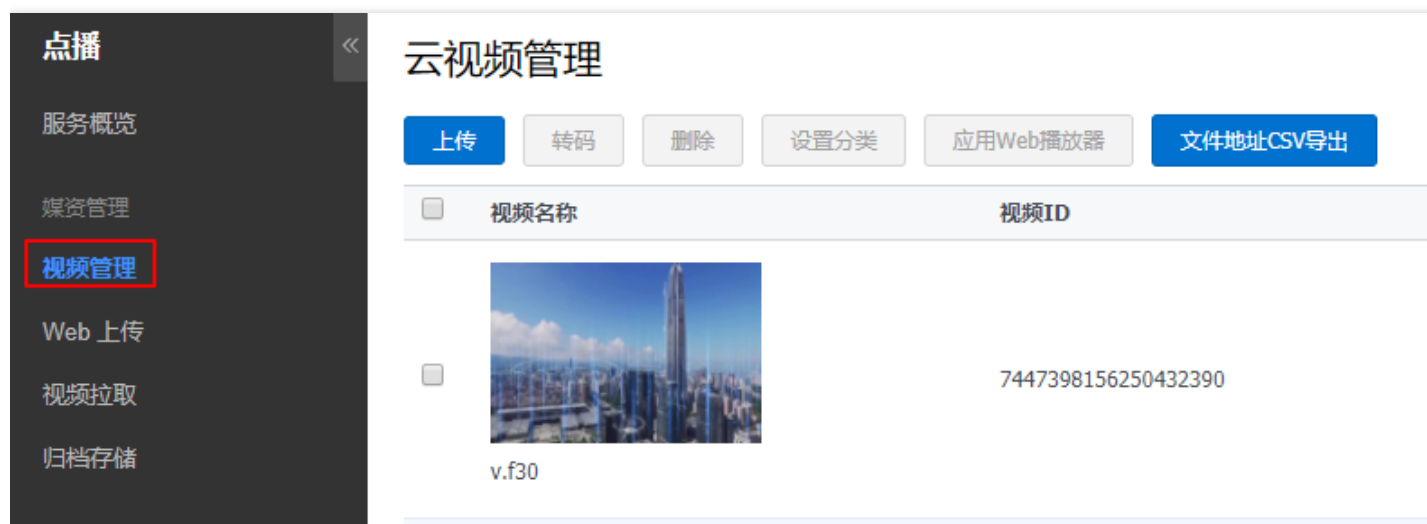 点播
服务概览
媒资管理
视频管理
Web 上传
视频拉取
归档存储
云视频管理
上传 转码 删除 设置分类 应用Web播放器 文件地址CSV导出
视频名称 视频ID
7447398156250432390
v.f30